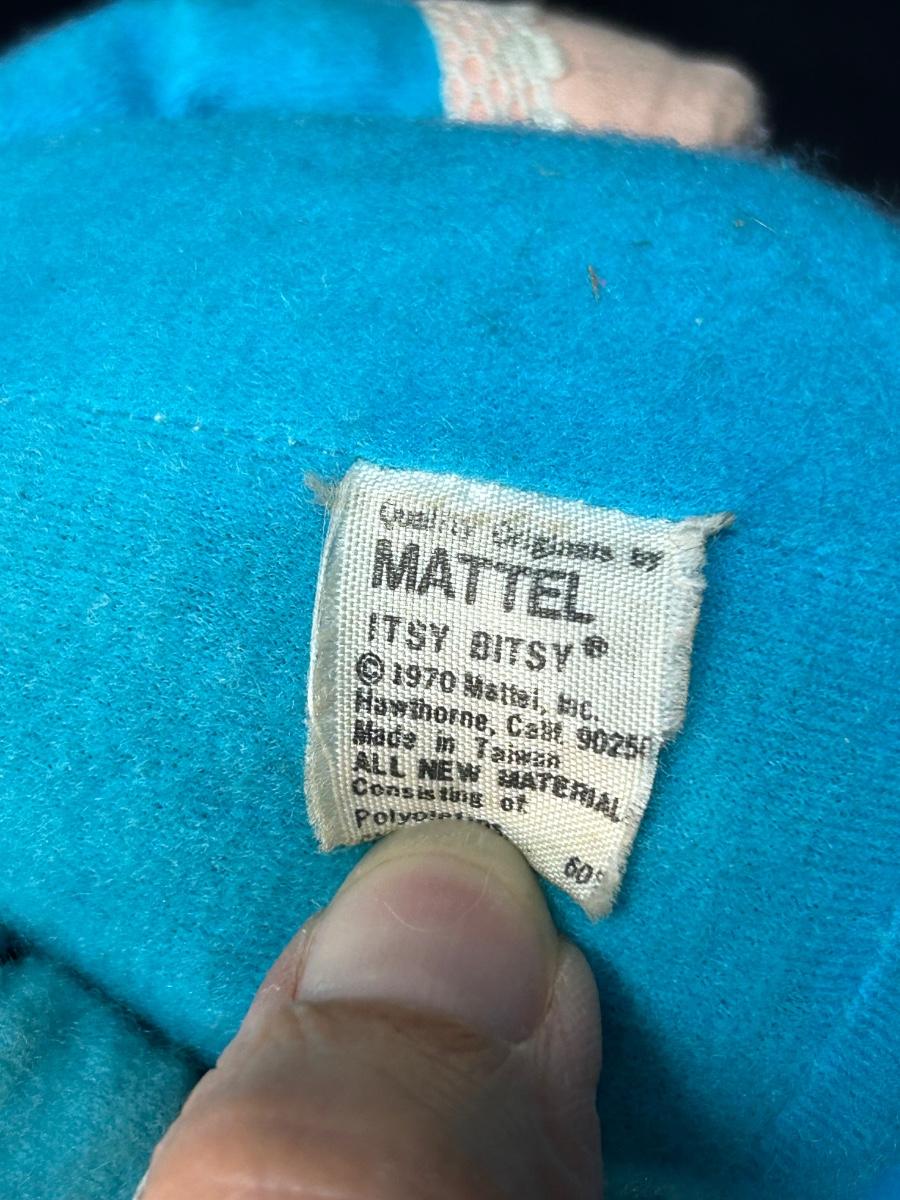 Quality Originals by
MATTEL
ITSY BITSY®
© 1970 Mattel, Inc.
Hawthorne, Calif. 90250
Made in Taiwan
ALL NEW MATERIAL
Consisting of